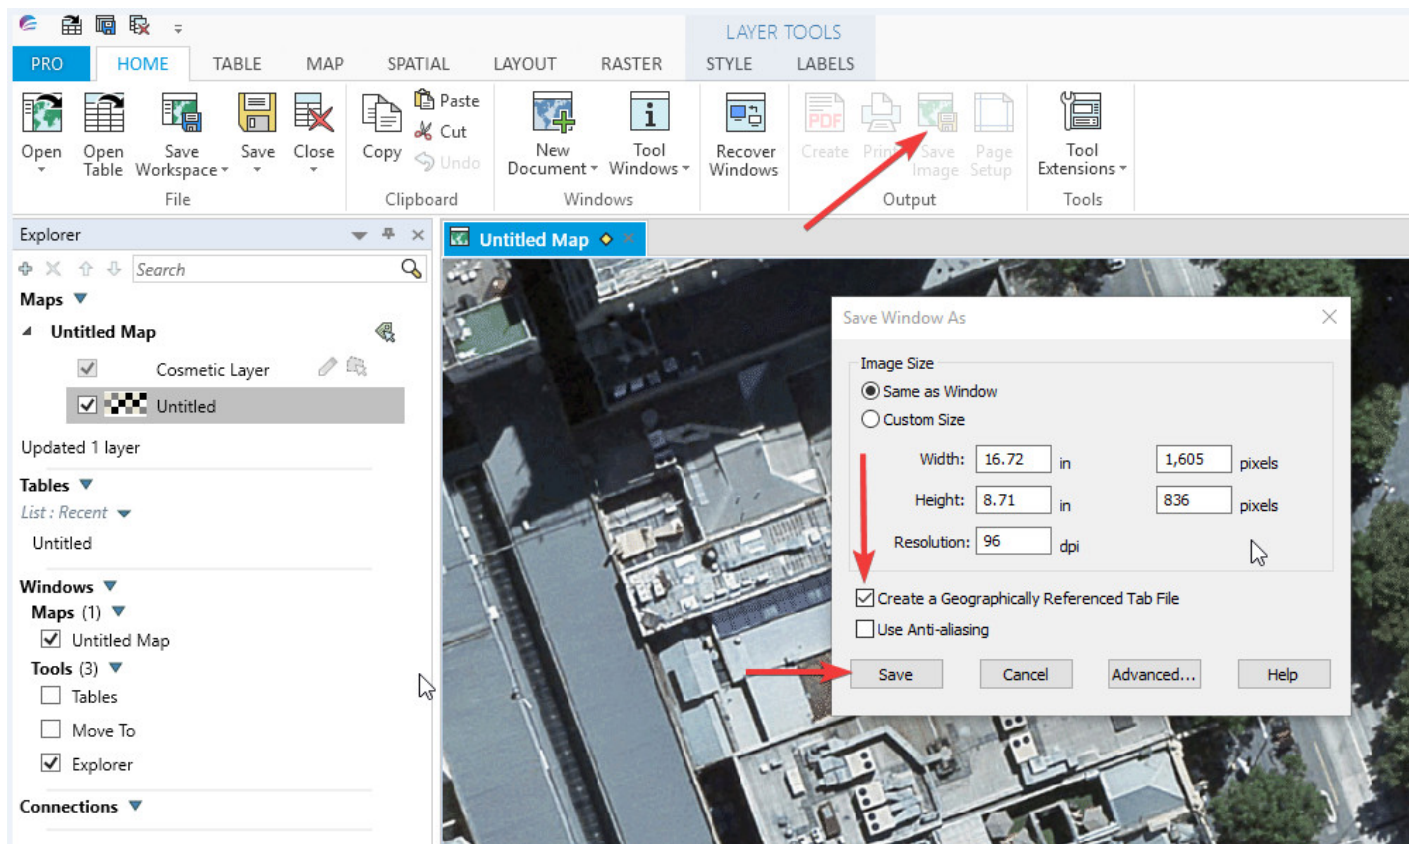 LAYER TOOLS
PRO HOME TABLE MAP SPATIAL LAYOUT RASTER STYLE LABELS
Open
Open Table
Save Workspace
Save
Close
File
Copy
Paste
Cut
Undo
Clipboard
New Document
Tool Windows
Windows
Recover Windows
PDF
Create
Print
Save Image
Page Setup
Output
Tool Extensions
Tools
Explorer
Search
Maps
Untitled Map
Cosmetic Layer
Untitled
Updated 1 layer
Tables
List : Recent
Untitled
Windows
Maps (1)
Untitled Map
Tools (3)
Tables
Move To
Explorer
Connections
Untitled Map
Save Window As
Image Size
Same as Window
Custom Size
Width: 16.72 in 1,605 pixels
Height: 8.71 in 836 pixels
Resolution: 96 dpi
Create a Geographically Referenced Tab File
Use Anti-aliasing
Save Cancel Advanced... Help